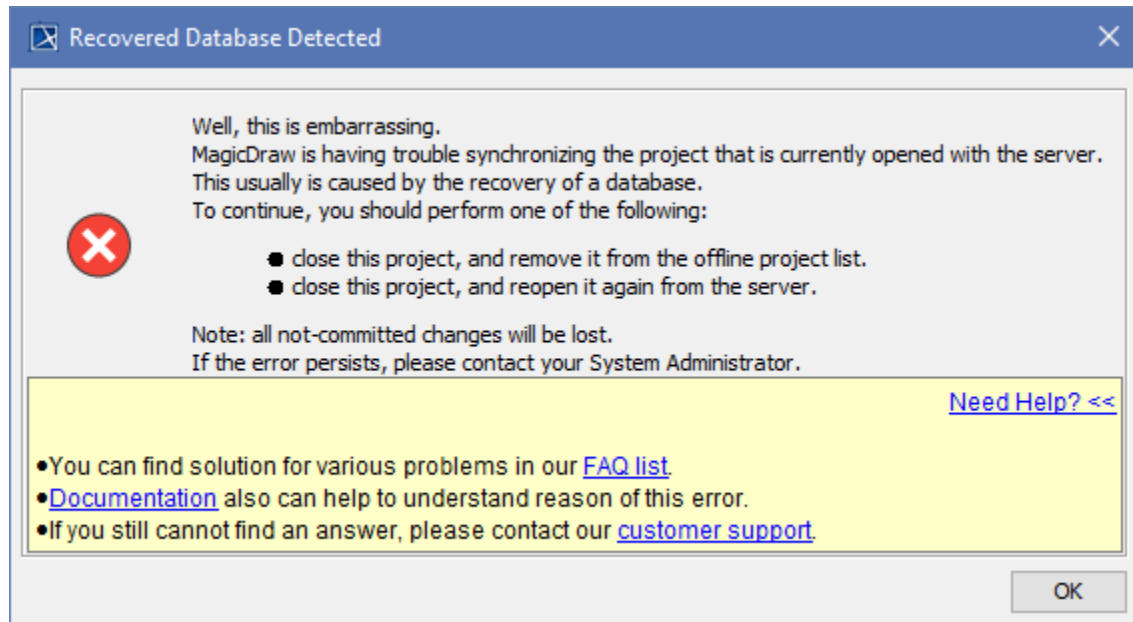 Recovered Database Detected
Well, this is embarrassing.
MagicDraw is having trouble synchronizing the project that is currently opened with the server.
This usually is caused by the recovery of a database.
To continue, you should perform one of the following:
● close this project, and remove it from the offline project list.
● close this project, and reopen it again from the server.
Note: all not-committed changes will be lost.
If the error persists, please contact your System Administrator.
Need Help? <<
●You can find solution for various problems in our FAQ list.
●Documentation also can help to understand reason of this error.
●If you still cannot find an answer, please contact our customer support.
OK